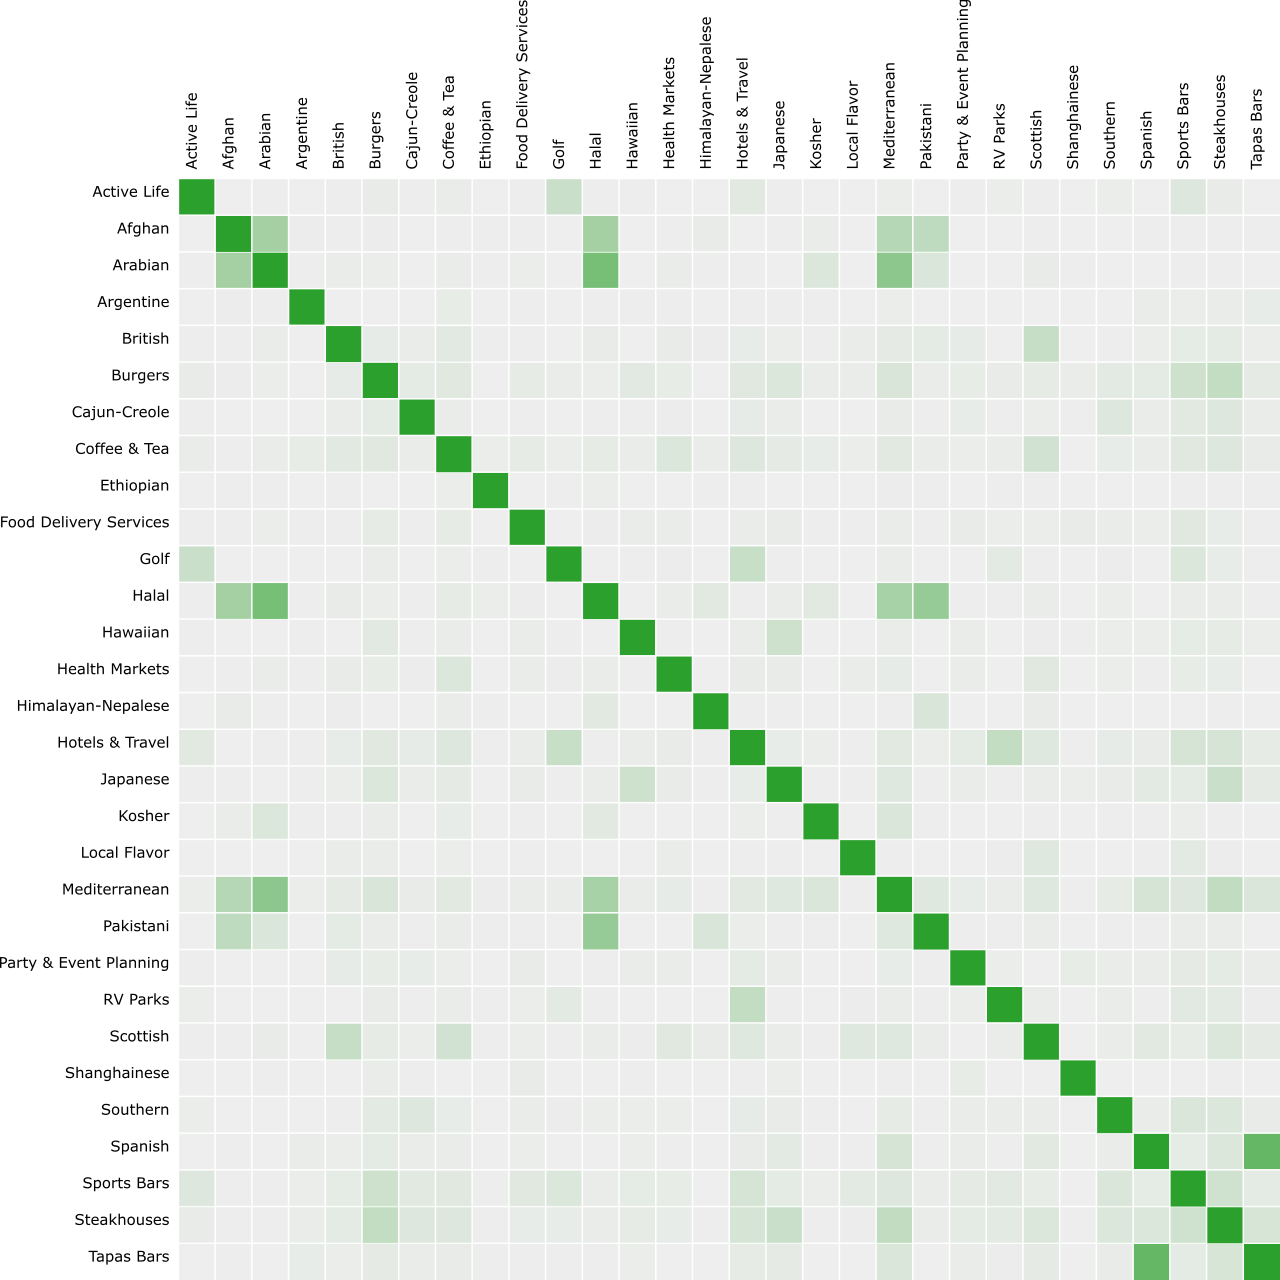 Active Life
Afghan
Arabian
Argentine
British
Burgers
Cajun-Creole
Coffee & Tea
Ethiopian
Food Delivery Services
Golf
Halal
Hawaiian
Health Markets
Himalayan-Nepalese
Hotels & Travel
Japanese
Kosher
Local Flavor
Mediterranean
Pakistani
Party & Event Planning
RV Parks
Scottish
Shanghainese
Southern
Spanish
Sports Bars
Steakhouses
Tapas Bars
Active Life
Afghan
Arabian
Argentine
British
Burgers
Cajun-Creole
Coffee & Tea
Ethiopian
Food Delivery Services
Golf
Halal
Hawaiian
Health Markets
Himalayan-Nepalese
Hotels & Travel
Japanese
Kosher
Local Flavor
Mediterranean
Pakistani
Party & Event Planning
RV Parks
Scottish
Shanghainese
Southern
Spanish
Sports Bars
Steakhouses
Tapas Bars